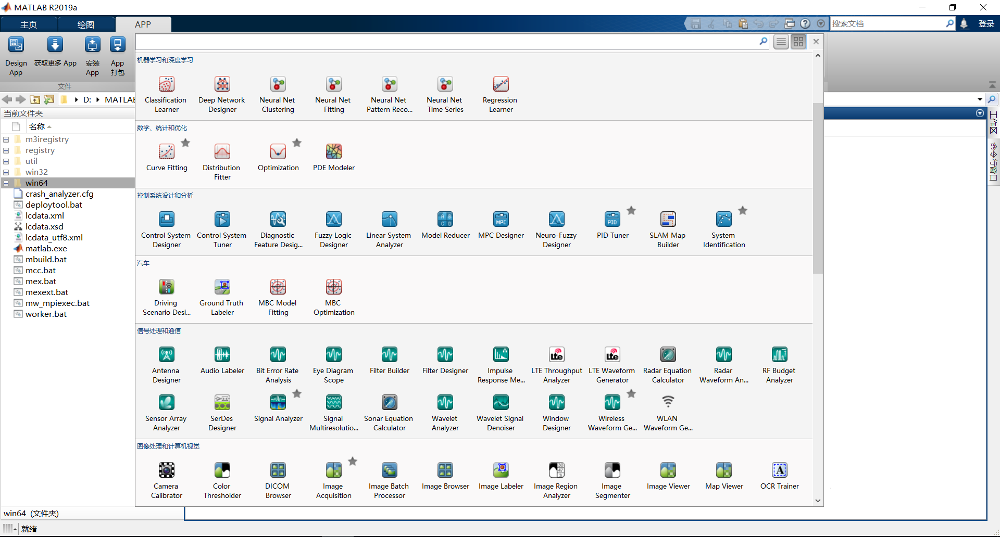 MATLAB R2019a
主页 绘图 APP
搜索文档 登录
Design App
获取更多 App
安装 App
App 打包
文件
D: MATLAB
当前文件夹
名称
m3iregistry
registry
util
win32
win64
crash_analyzer.cfg
deploytool.bat
lcdata.xml
lcdata.xsd
lcdata_utf8.xml
matlab.exe
mbuild.bat
mcc.bat
mex.bat
mexext.bat
mw_mpiexec.bat
worker.bat
win64 (文件夹)
就绪
机器学习和深度学习
Classification Learner
Deep Network Designer
Neural Net Clustering
Neural Net Fitting
Neural Net Pattern Reco...
Neural Net Time Series
Regression Learner
数学、统计和优化
Curve Fitting
Distribution Fitter
Optimization
PDE Modeler
控制系统设计和分析
Control System Designer
Control System Tuner
Diagnostic Feature Desig...
Fuzzy Logic Designer
Linear System Analyzer
Model Reducer
MPC Designer
Neuro-Fuzzy Designer
PID Tuner
SLAM Map Builder
System Identification
汽车
Driving Scenario Desi...
Ground Truth Labeler
MBC Model Fitting
MBC Optimization
信号处理和通信
Antenna Designer
Audio Labeler
Bit Error Rate Analysis
Eye Diagram Scope
Filter Builder
Filter Designer
Impulse Response Me...
LTE Throughput Analyzer
LTE Waveform Generator
Radar Equation Calculator
Radar Waveform An...
RF Budget Analyzer
Sensor Array Analyzer
SerDes Designer
Signal Analyzer
Signal Multiresolutio...
Sonar Equation Calculator
Wavelet Analyzer
Wavelet Signal Denoiser
Window Designer
Wireless Waveform Ge...
WLAN Waveform Ge...
图像处理和计算机视觉
Camera Calibrator
Color Thresholder
DICOM Browser
Image Acquisition
Image Batch Processor
Image Browser
Image Labeler
Image Region Analyzer
Image Segmenter
Image Viewer
Map Viewer
OCR Trainer
工作区
命令行窗口